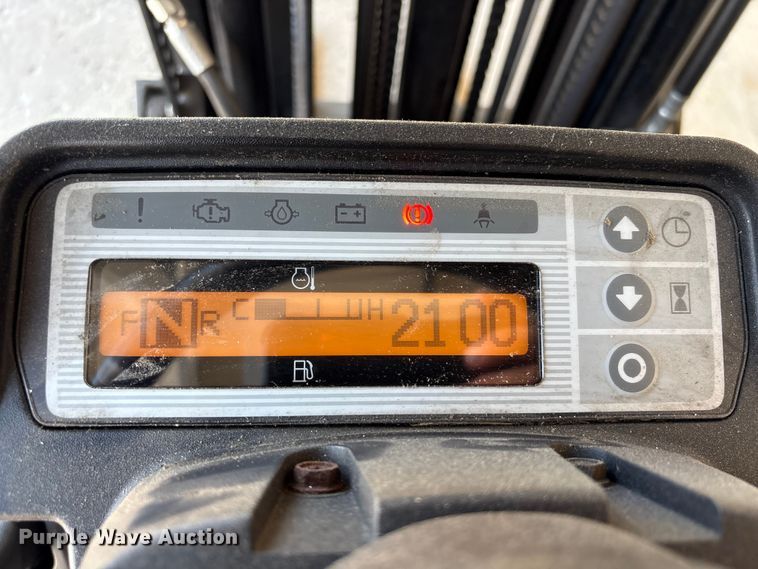 F N R C H 21 00
Purple Wave Auction